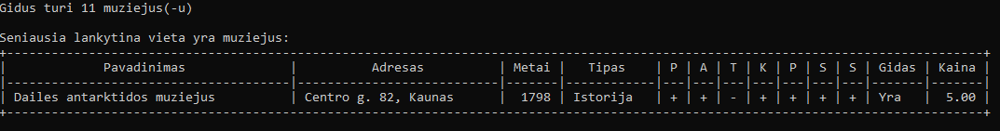 Gidus turi 11 muziejus(-u)
Seniausia lankytina vieta yra muziejus:
+-----------------------------------------------------------------------------------------------------------------------------------+
|             Pavadinimas              |          Adresas          | Metai |   Tipas    | P | A | T | K | P | S | S | Gidas | Kaina |
|--------------------------------------|---------------------------|-------|------------|---|---|---|---|---|---|---|-------|-------|
| Dailes antarktidos muziejus          | Centro g. 82, Kaunas      |  1798 | Istorija   | + | + | - | + | + | + | + | Yra   |  5.00 |
+-----------------------------------------------------------------------------------------------------------------------------------+